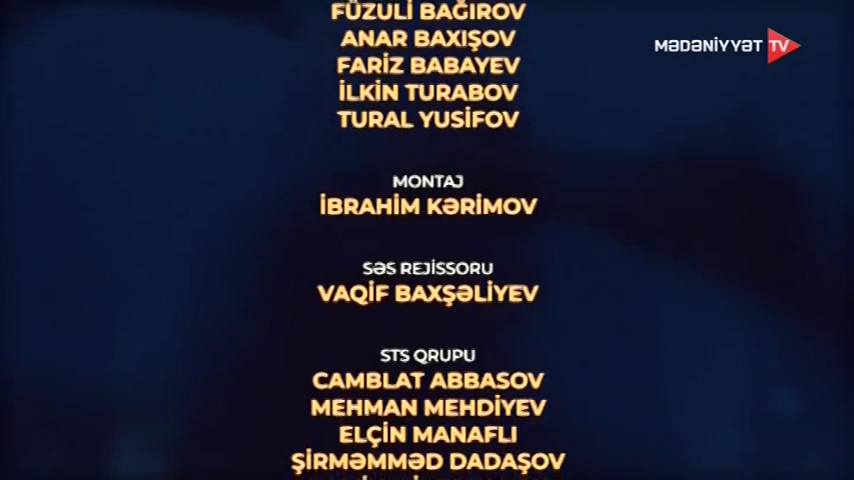 FÜZULİ BAĞIROV
MƏDƏNİYYƏT TV
ANAR BAXIŞOV
FARİZ BABAYEV
İLKİN TURABOV
TURAL YUSİFOV
MONTAJ
İBRAHİM KƏRİMOV
SƏS REJİSSORU
VAQİF BAXŞƏLİYEV
STS QRUPU
CAMBLAT ABBASOV
MEHMAN MEHDİYEV
ELÇİN MANAFLI
ŞİRMƏMMƏD DADAŞOV